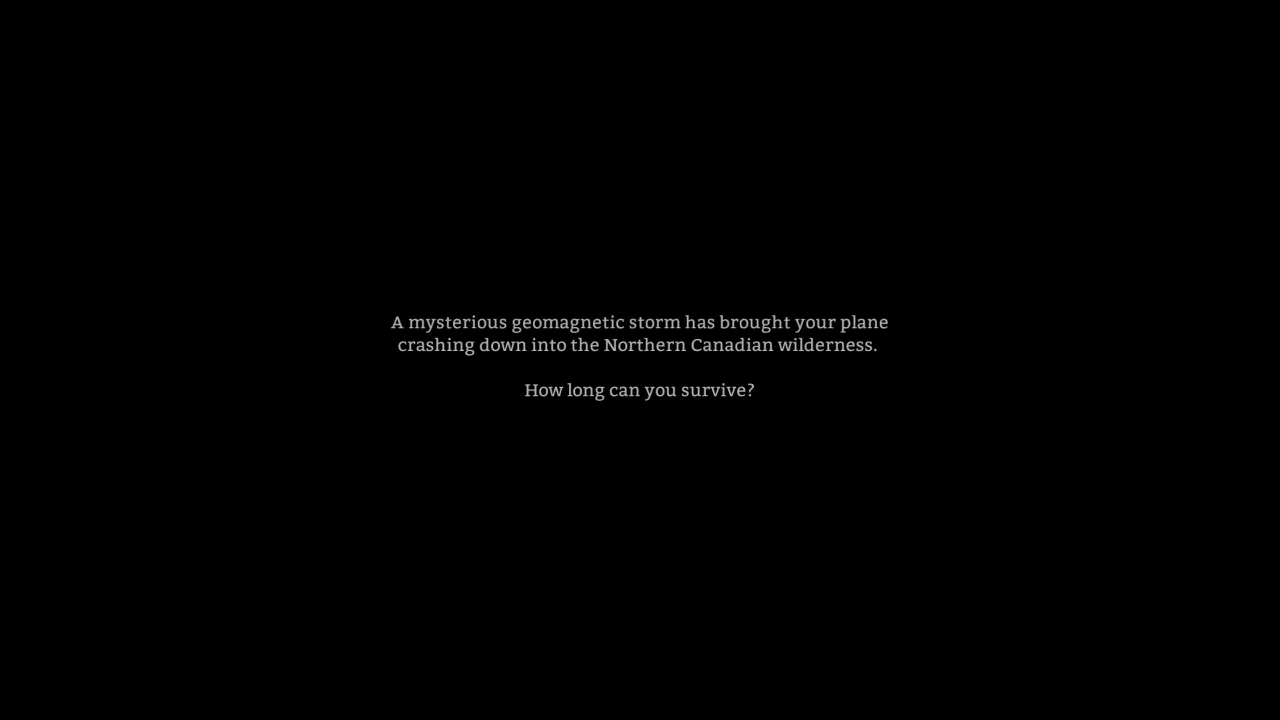 A mysterious geomagnetic storm has brought your plane
crashing down into the Northern Canadian wilderness.
How long can you survive?